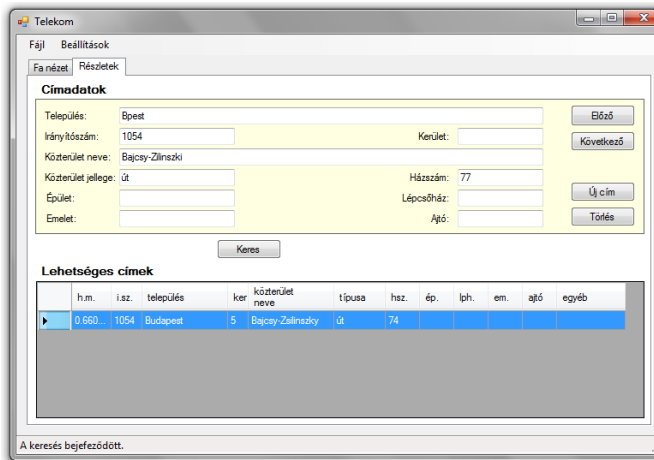 Telekom
Fájl Beállítások
Fa nézet Részletek
Címadatok
Település: Bpest Előző
Irányítószám: 1054 Kerület: Következő
Közterület neve: Bajcsy-Zilinszki
Közterület jellege: út Házszám: 77
Épület: Lépcsőház: Új cím
Emelet: Ajtó: Törlés
Keres
Lehetséges címek
h.m. i.sz. település ker közterület neve típusa hsz. ép. lph. em. ajtó egyéb
0.660... 1054 Budapest 5 Bajcsy-Zsilinszky út 74
A keresés bejefeződött.